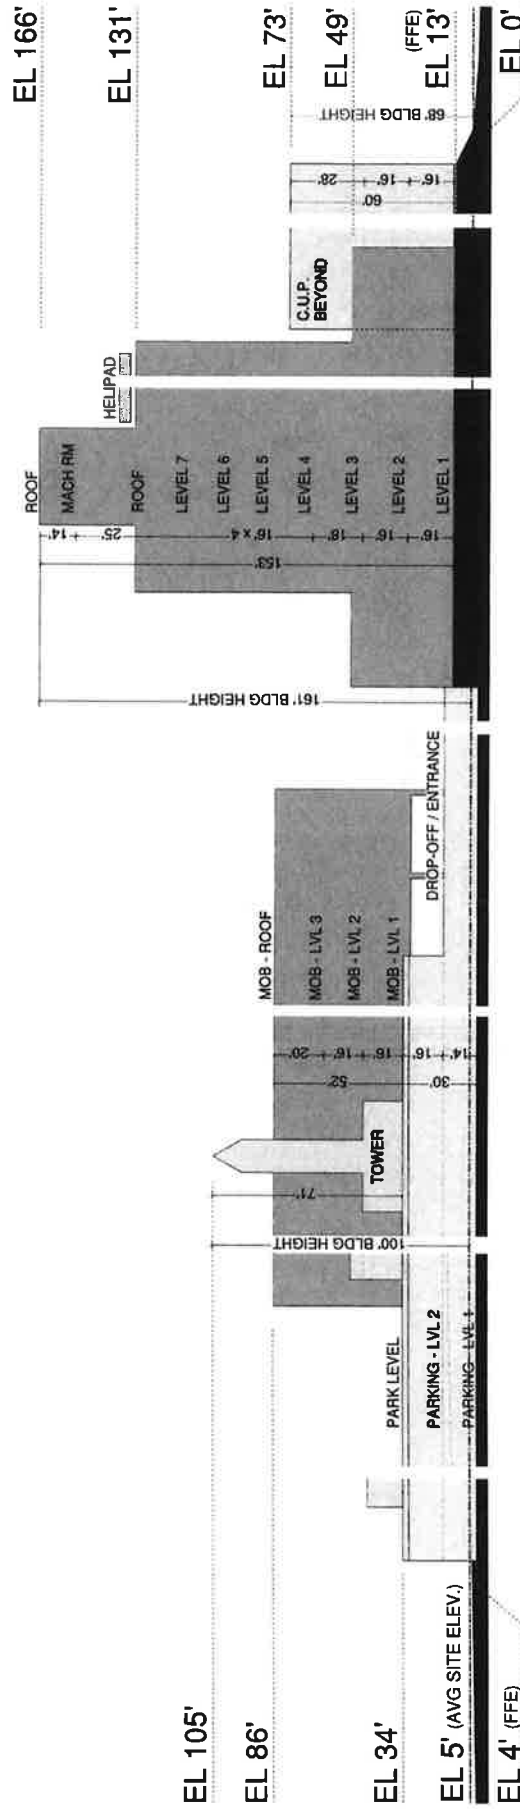 EL 166'
EL 131'
EL 73'
EL 49'
(FFE)
EL 13'
EL 0'
68' BLDG HEIGHT
28'
16'
16'
60'
C.U.P.
BEYOND
HELIPAD
ROOF
MACH RM
ROOF
LEVEL 7
LEVEL 6
LEVEL 5
LEVEL 4
LEVEL 3
LEVEL 2
LEVEL 1
14'
25'
16' x 4
18'
16'
16'
153'
161' BLDG HEIGHT
DROP-OFF / ENTRANCE
MOB - ROOF
MOB - LVL 3
MOB - LVL 2
MOB - LVL 1
20'
16'
16'
16'
14'
52'
30'
TOWER
71'
100' BLDG HEIGHT
PARK LEVEL
PARKING - LVL 2
PARKING - LVL 1
EL 105'
EL 86'
EL 34'
EL 5' (AVG SITE ELEV.)
EL 4' (FFE)